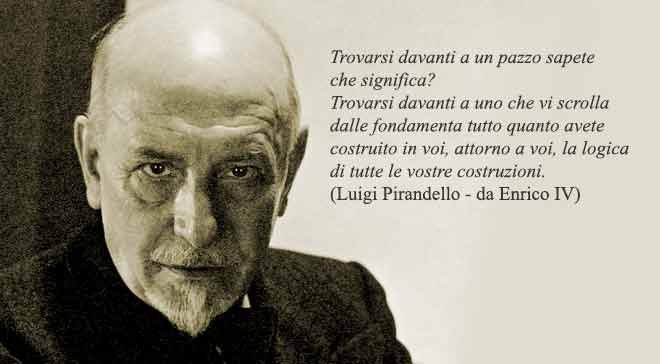 Trovarsi davanti a un pazzo sapete
che significa?
Trovarsi davanti a uno che vi scrolla
dalle fondamenta tutto quanto avete
costruito in voi, attorno a voi, la logica
di tutte le vostre costruzioni.
(Luigi Pirandello - da Enrico IV)